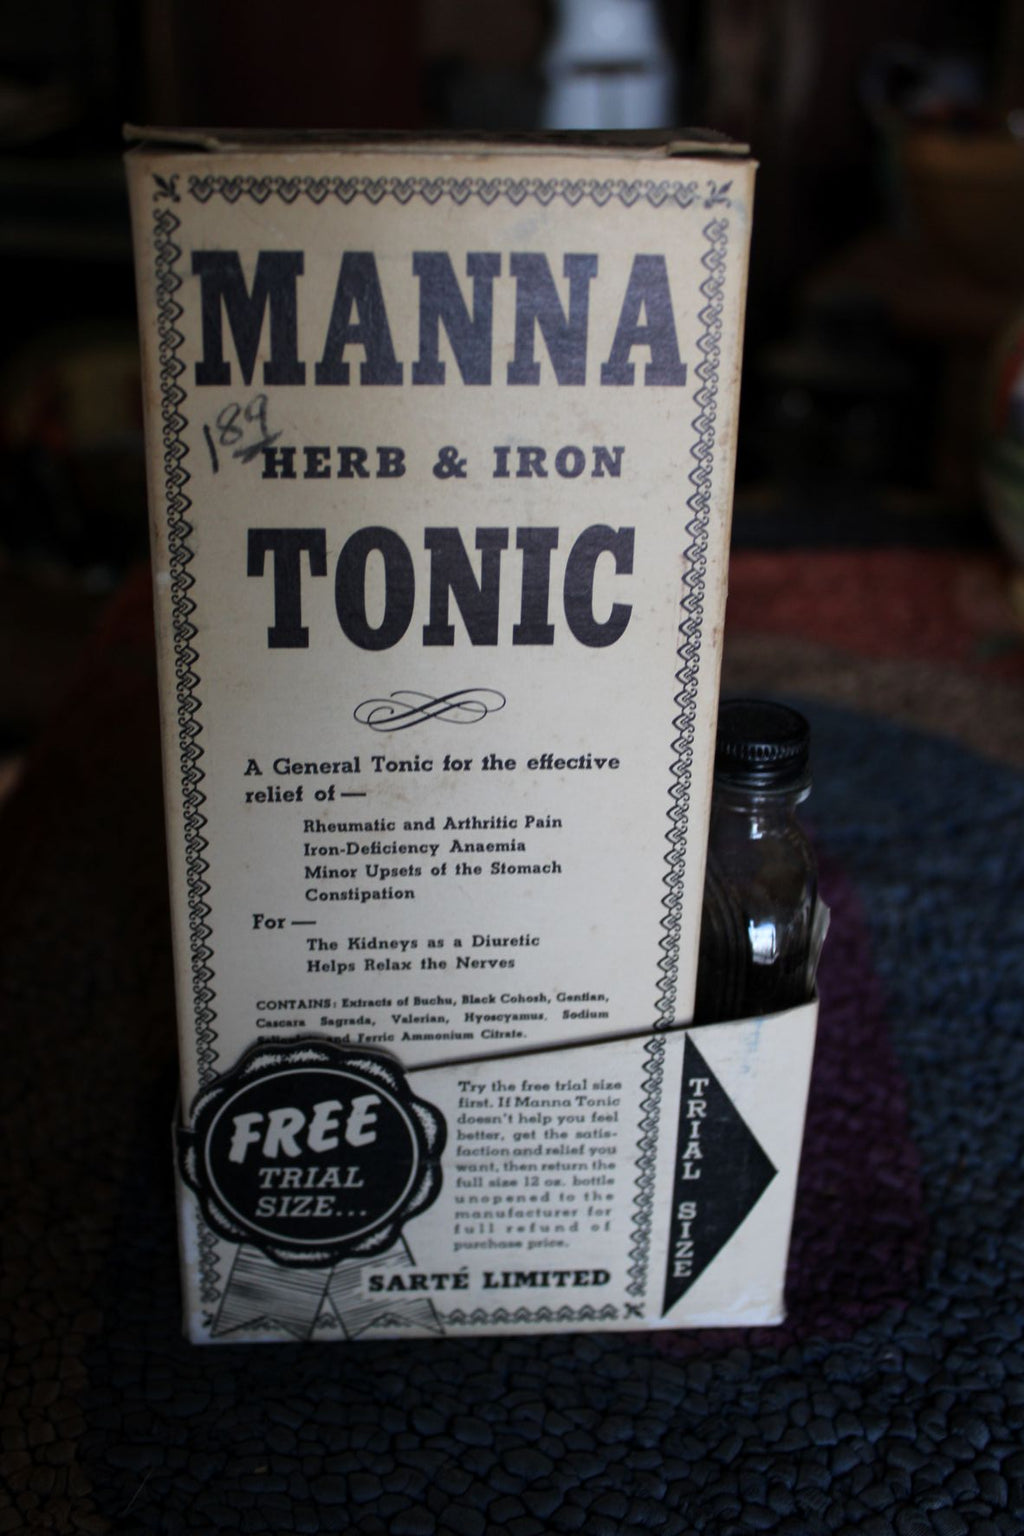 MANNA
189
HERB & IRON
TONIC
A General Tonic for the effective
relief of —
Rheumatic and Arthritic Pain
Iron-Deficiency Anaemia
Minor Upsets of the Stomach
Constipation
For —
The Kidneys as a Diuretic
Helps Relax the Nerves
CONTAINS: Extracts of Buchu, Black Cohosh, Gentian,
Cascara Sagrada, Valerian, Hyoscyamus, Sodium
and Ferric Ammonium Citrate.
FREE
TRIAL
SIZE...
Try the free trial size
first. If Manna Tonic
doesn't help you feel
better, get the satis-
faction and relief you
want, then return the
full size 12 oz. bottle
unopened to the
manufacturer for
full refund of
purchase price.
SARTÉ LIMITED
TRIAL SIZE